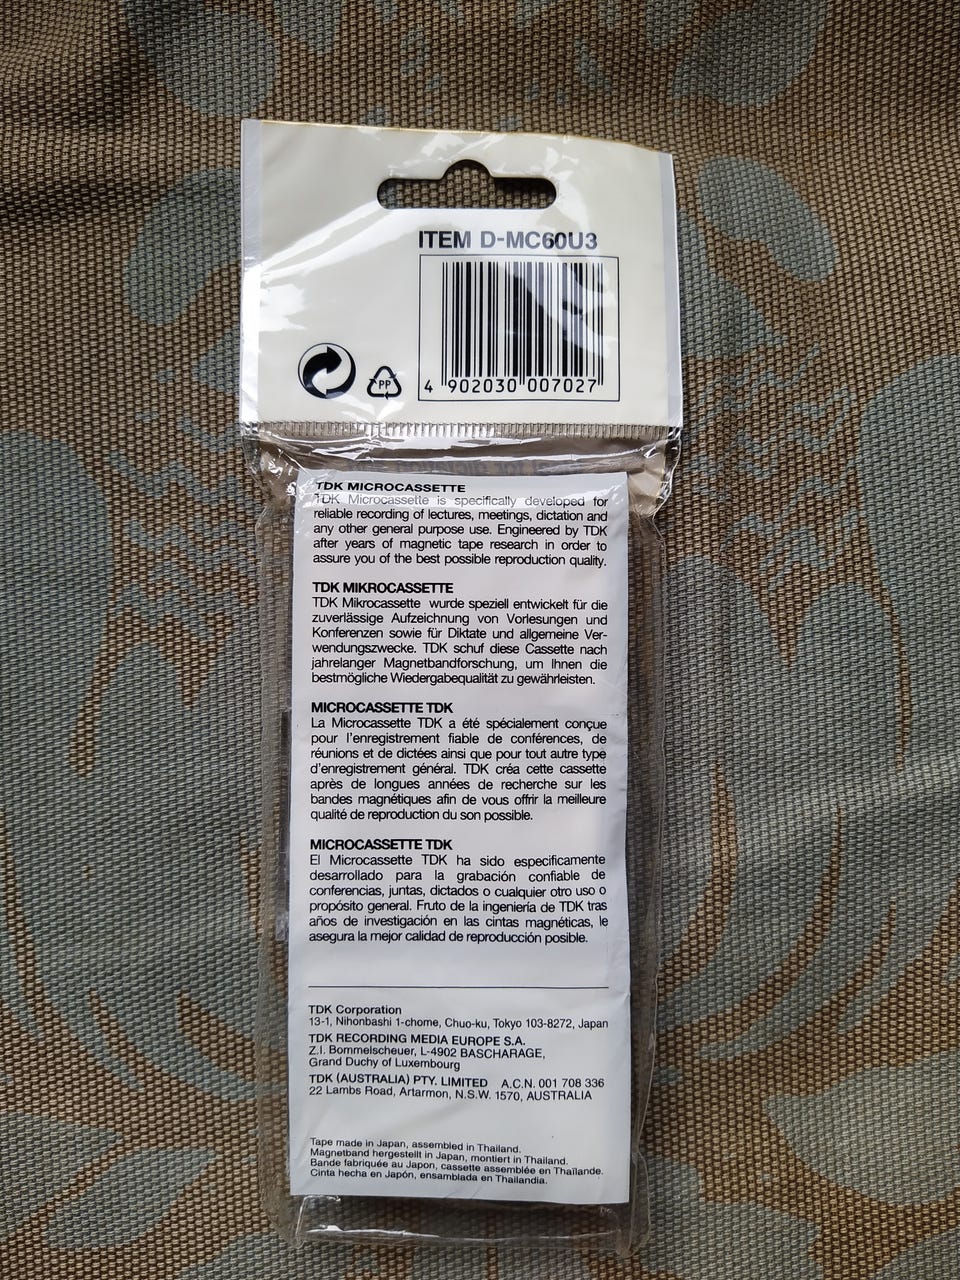 ITEM D-MC60U3
4 902030 007027
PP
TDK MICROCASSETTE
TDK Microcassette is specifically developed for
reliable recording of lectures, meetings, dictation and
any other general purpose use. Engineered by TDK
after years of magnetic tape research in order to
assure you of the best possible reproduction quality.
TDK MIKROCASSETTE
TDK Mikrocassette wurde speziell entwickelt für die
zuverlässige Aufzeichnung von Vorlesungen und
Konferenzen sowie für Diktate und allgemeine Ver-
wendungszwecke. TDK schuf diese Cassette nach
jahrelanger Magnetbandforschung, um Ihnen die
bestmögliche Wiedergabequalität zu gewährleisten.
MICROCASSETTE TDK
La Microcassette TDK a été spécialement conçue
pour l'enregistrement fiable de conférences, de
réunions et de dictées ainsi que pour tout autre type
d'enregistrement général. TDK créa cette cassette
après de longues années de recherche sur les
bandes magnétiques afin de vous offrir la meilleure
qualité de reproduction du son possible.
MICROCASSETTE TDK
El Microcassette TDK ha sido especificamente
desarrollado para la grabación confiable de
conferencias, juntas, dictados o cualquier otro uso o
propósito general. Fruto de la ingeniería de TDK tras
años de investigación en las cintas magnéticas, le
asegura la mejor calidad de reproducción posible.
TDK Corporation
13-1, Nihonbashi 1-chome, Chuo-ku, Tokyo 103-8272, Japan
TDK RECORDING MEDIA EUROPE S.A.
Z.I. Bommelscheuer, L-4902 BASCHARAGE,
Grand Duchy of Luxembourg
TDK (AUSTRALIA) PTY. LIMITED A.C.N. 001 708 336
22 Lambs Road, Artarmon, N.S.W. 1570, AUSTRALIA
Tape made in Japan, assembled in Thailand.
Magnetband hergestellt in Japan, montiert in Thailand.
Bande fabriquée au Japon, cassette assemblée en Thaïlande.
Cinta hecha en Japón, ensamblada en Thailandia.